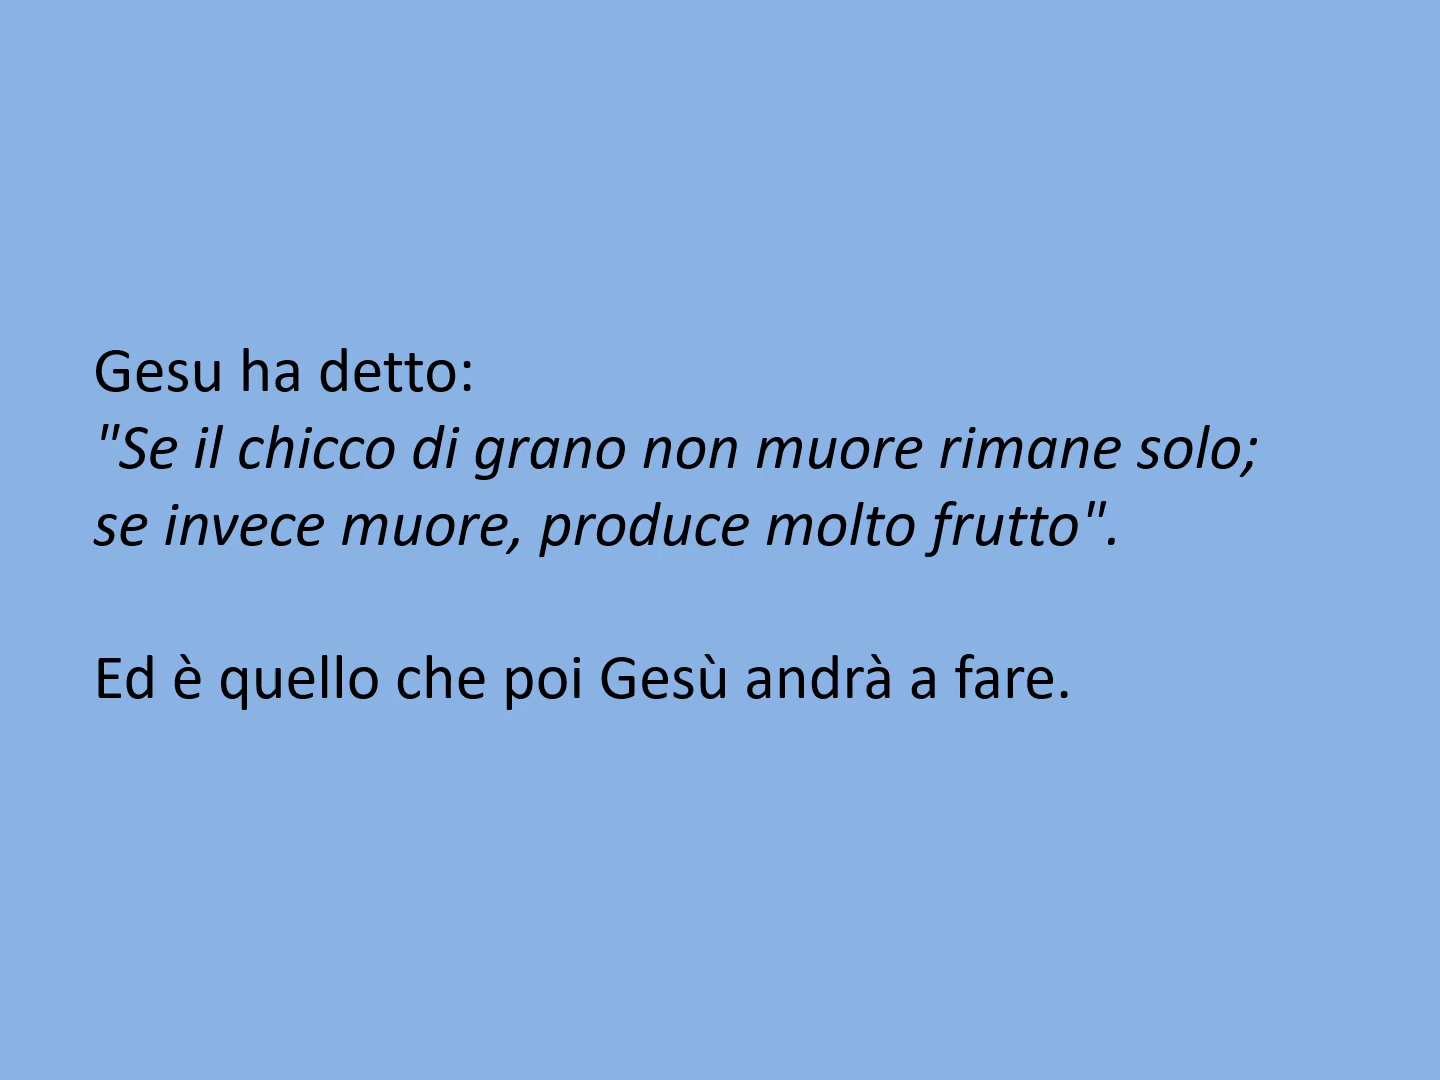 Gesu ha detto:
"Se il chicco di grano non muore rimane solo;
se invece muore, produce molto frutto".
Ed è quello che poi Gesù andrà a fare.